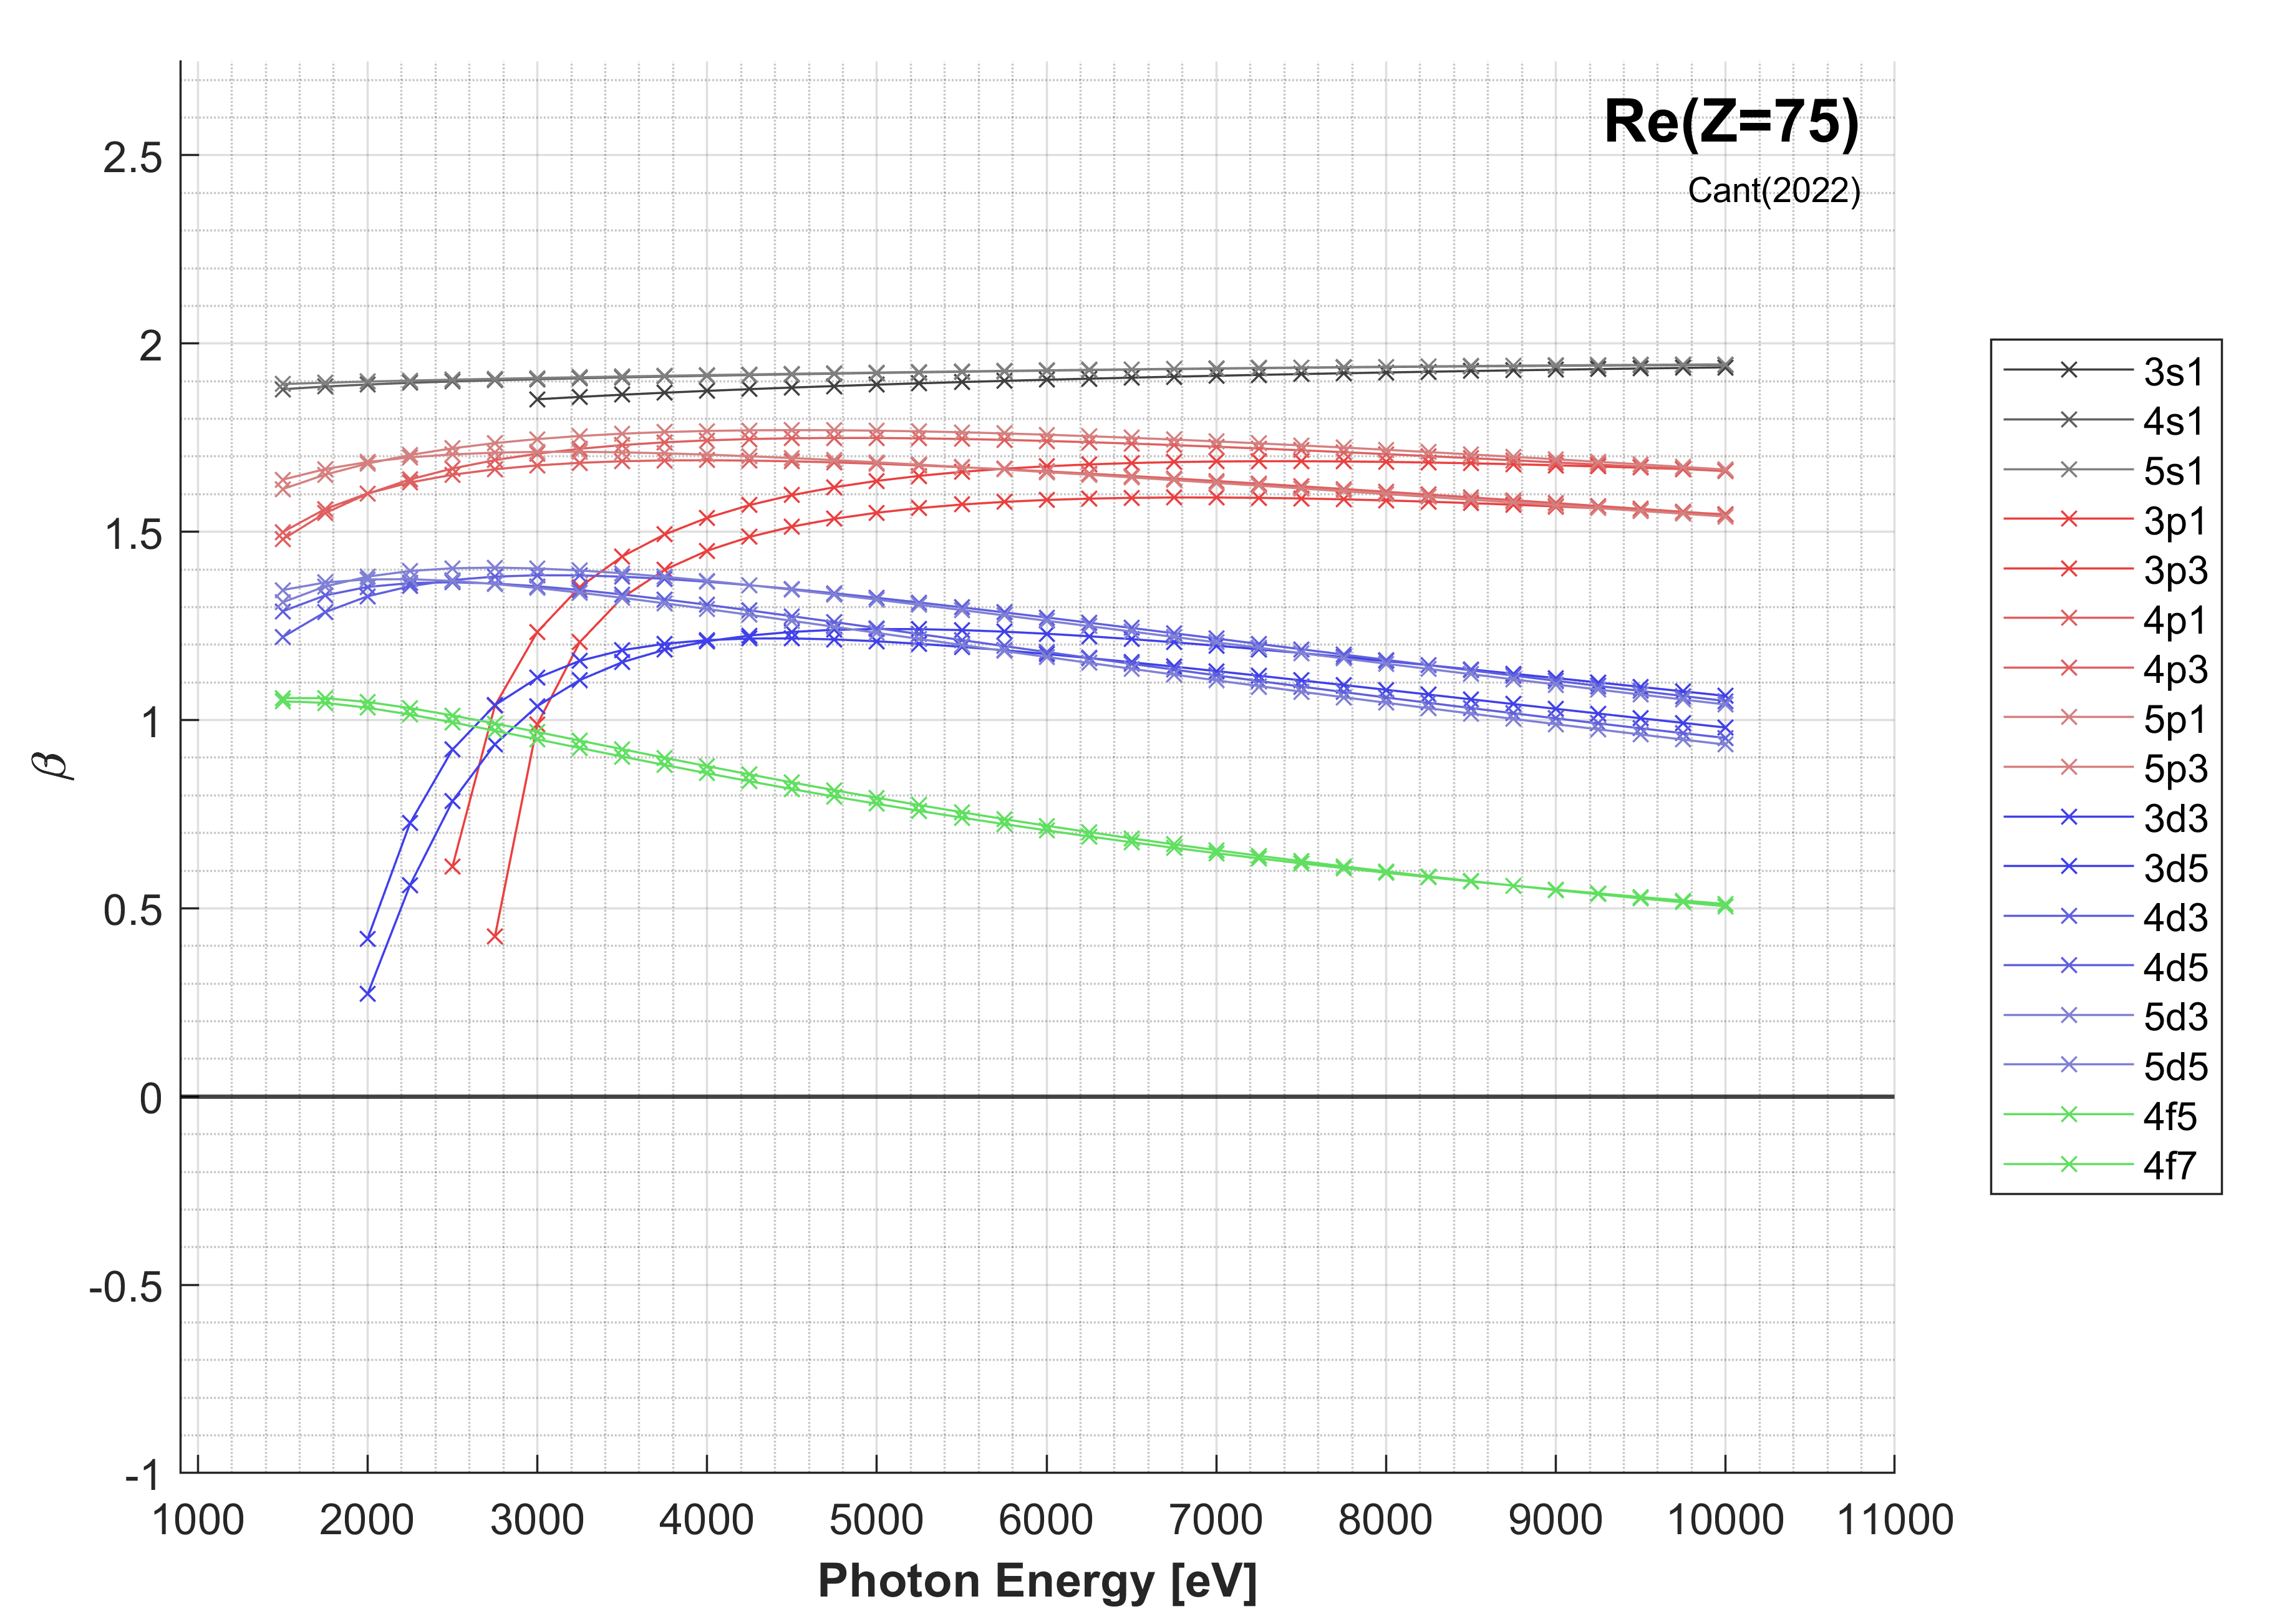 Re(Z=75)
Cant(2022)
2.5
2
1.5
1
0.5
0
-0.5
-1
β
1000 2000 3000 4000 5000 6000 7000 8000 9000 10000 11000
Photon Energy [eV]
3s1
4s1
5s1
3p1
3p3
4p1
4p3
5p1
5p3
3d3
3d5
4d3
4d5
5d3
5d5
4f5
4f7